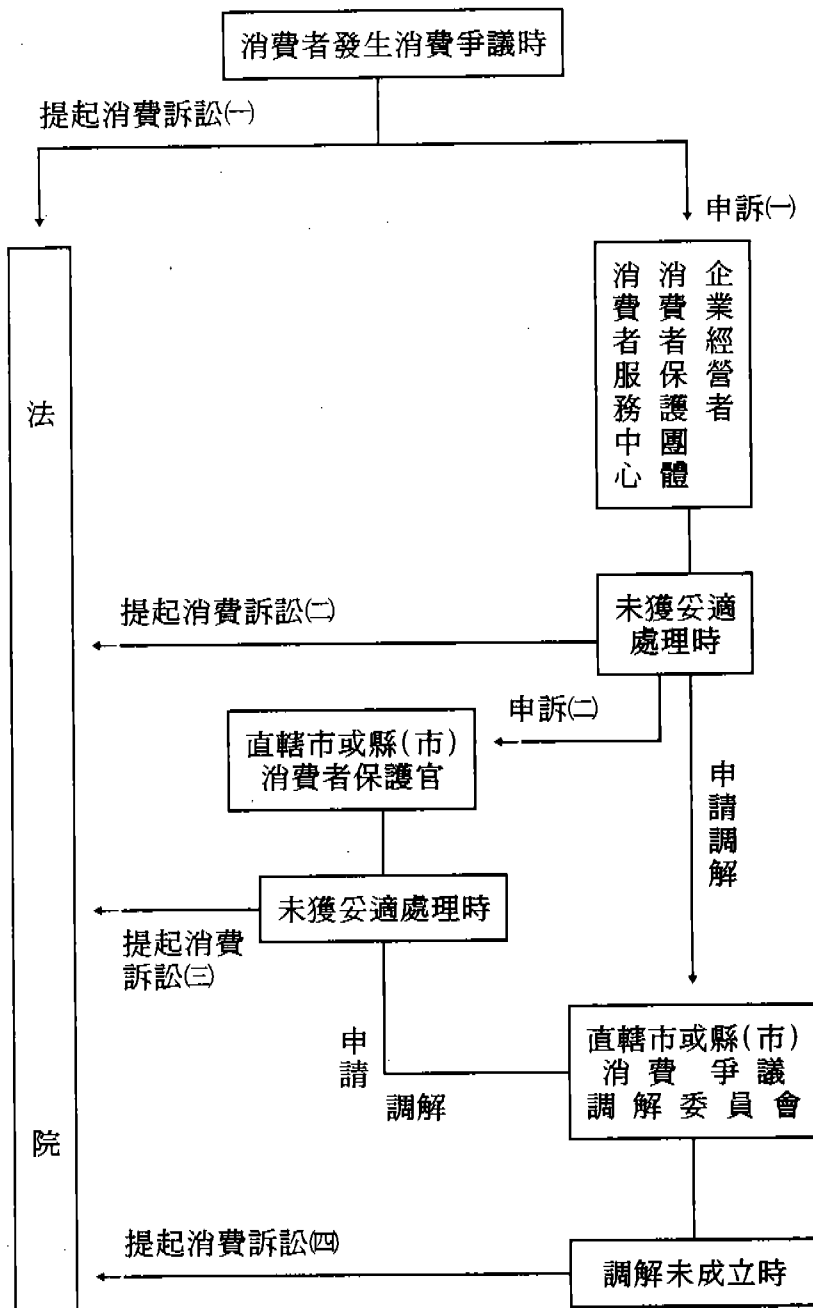 消費者發生消費爭議時
提起消費訴訟㈠
申訴㈠
企業經營者
消費者保護團體
消費者服務中心
法院
未獲妥適
處理時
提起消費訴訟㈡
申訴㈡
直轄市或縣(市)
消費者保護官
申請調解
未獲妥適處理時
提起消費
訴訟㈢
申請
調解
直轄市或縣(市)
消費爭議
調解委員會
提起消費訴訟㈣
調解未成立時